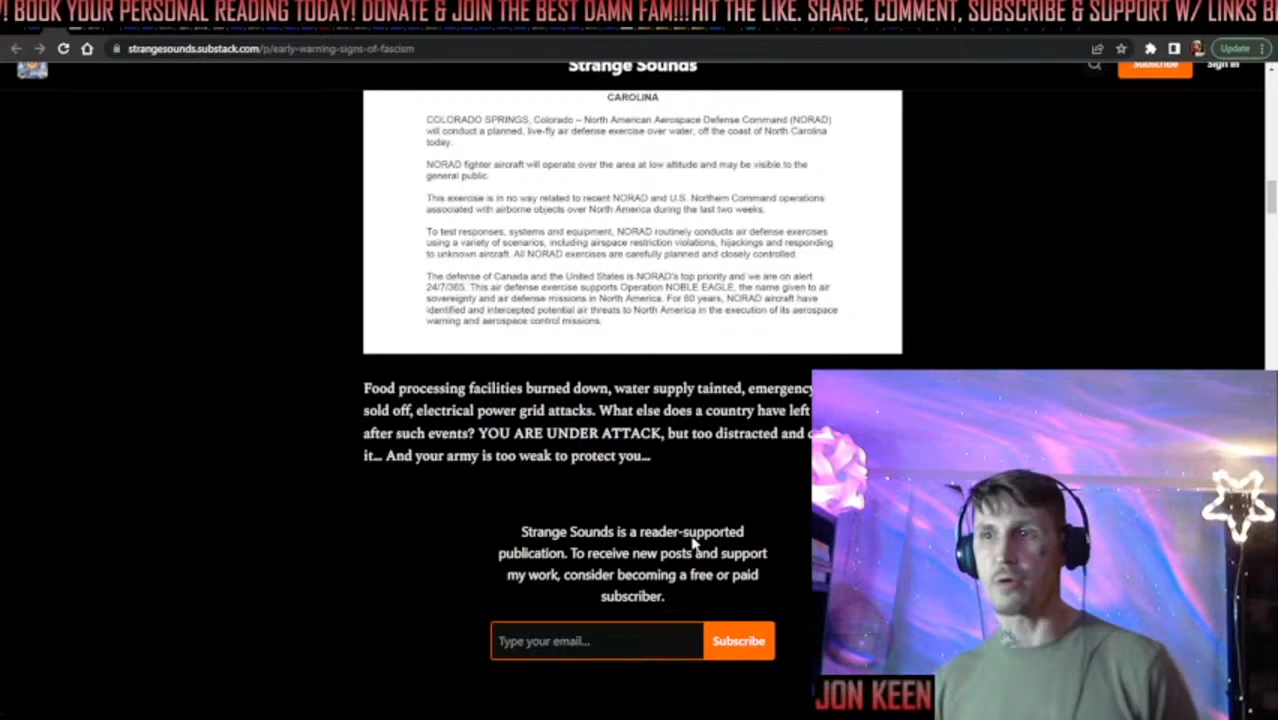 ! BOOK YOUR PERSONAL READING TODAY! DONATE & JOIN THE BEST DAMN FAM!!! HIT THE LIKE, SHARE, COMMENT, SUBSCRIBE & SUPPORT W/ LINKS
strangesounds.substack.com/p/early-warning-signs-of-fascism
Update
Strange Sounds
Subscribe
Sign in
CAROLINA
COLORADO SPRINGS, Colorado – North American Aerospace Defense Command (NORAD)
will conduct a planned, live-fly air defense exercise over water, off the coast of North Carolina
today.
NORAD fighter aircraft will operate over the area at low altitude and may be visible to the
general public.
This exercise is in no way related to recent NORAD and U.S. Northern Command operations
associated with airborne objects over North America during the last two weeks.
To test responses, systems and equipment, NORAD routinely conducts air defense exercises
using a variety of scenarios, including airspace restriction violations, hijackings and responding
to unknown aircraft. All NORAD exercises are carefully planned and closely controlled.
The defense of Canada and the United States is NORAD's top priority and we are on alert
24/7/365. This air defense exercise supports Operation NOBLE EAGLE, the name given to air
sovereignty and air defense missions in North America. For 60 years, NORAD aircraft have
identified and intercepted potential air threats to North America in the execution of its aerospace
warning and aerospace control missions.
Food processing facilities burned down, water supply tainted, emergency
sold off, electrical power grid attacks. What else does a country have left
after such events? YOU ARE UNDER ATTACK, but too distracted and
it... And your army is too weak to protect you...
Strange Sounds is a reader-supported
publication. To receive new posts and support
my work, consider becoming a free or paid
subscriber.
Type your email...
Subscribe
JON KEEN